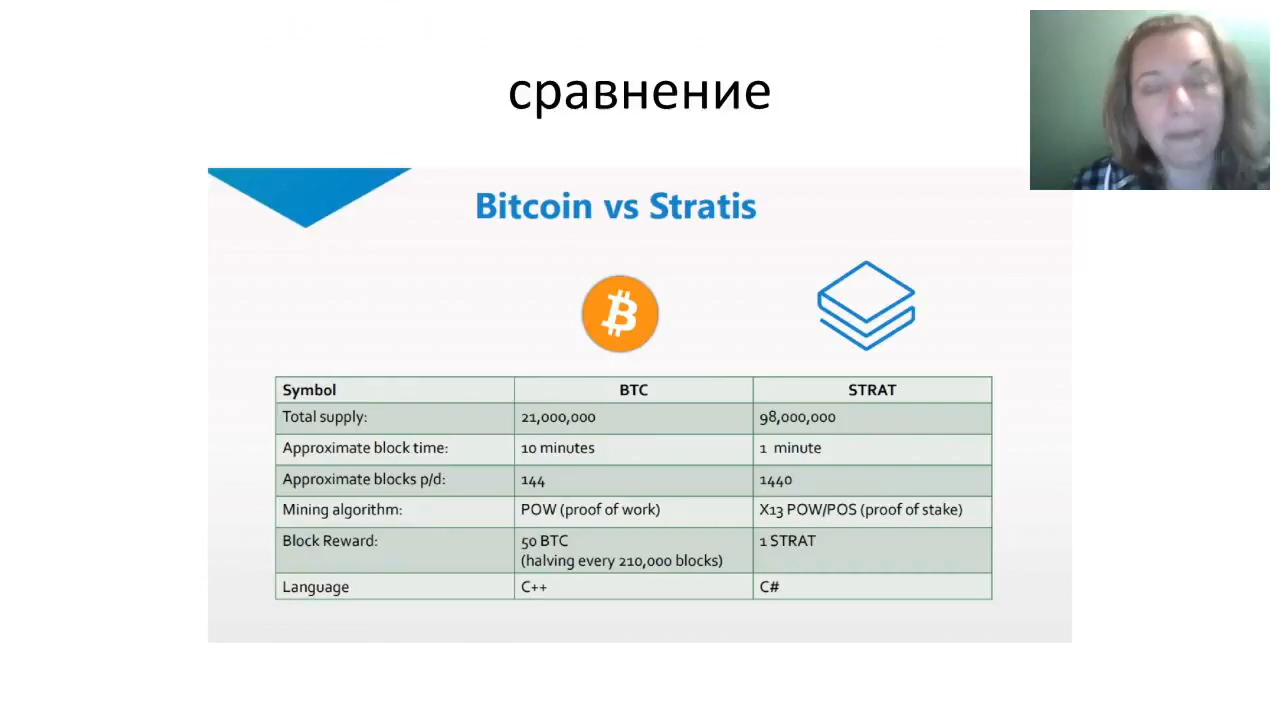 сравнение
Bitcoin vs Stratis
Symbol BTC STRAT
Total supply: 21,000,000 98,000,000
Approximate block time: 10 minutes 1 minute
Approximate blocks p/d: 144 1440
Mining algorithm: POW (proof of work) X13 POW/POS (proof of stake)
Block Reward: 50 BTC 1 STRAT
(halving every 210,000 blocks)
Language C++ C#